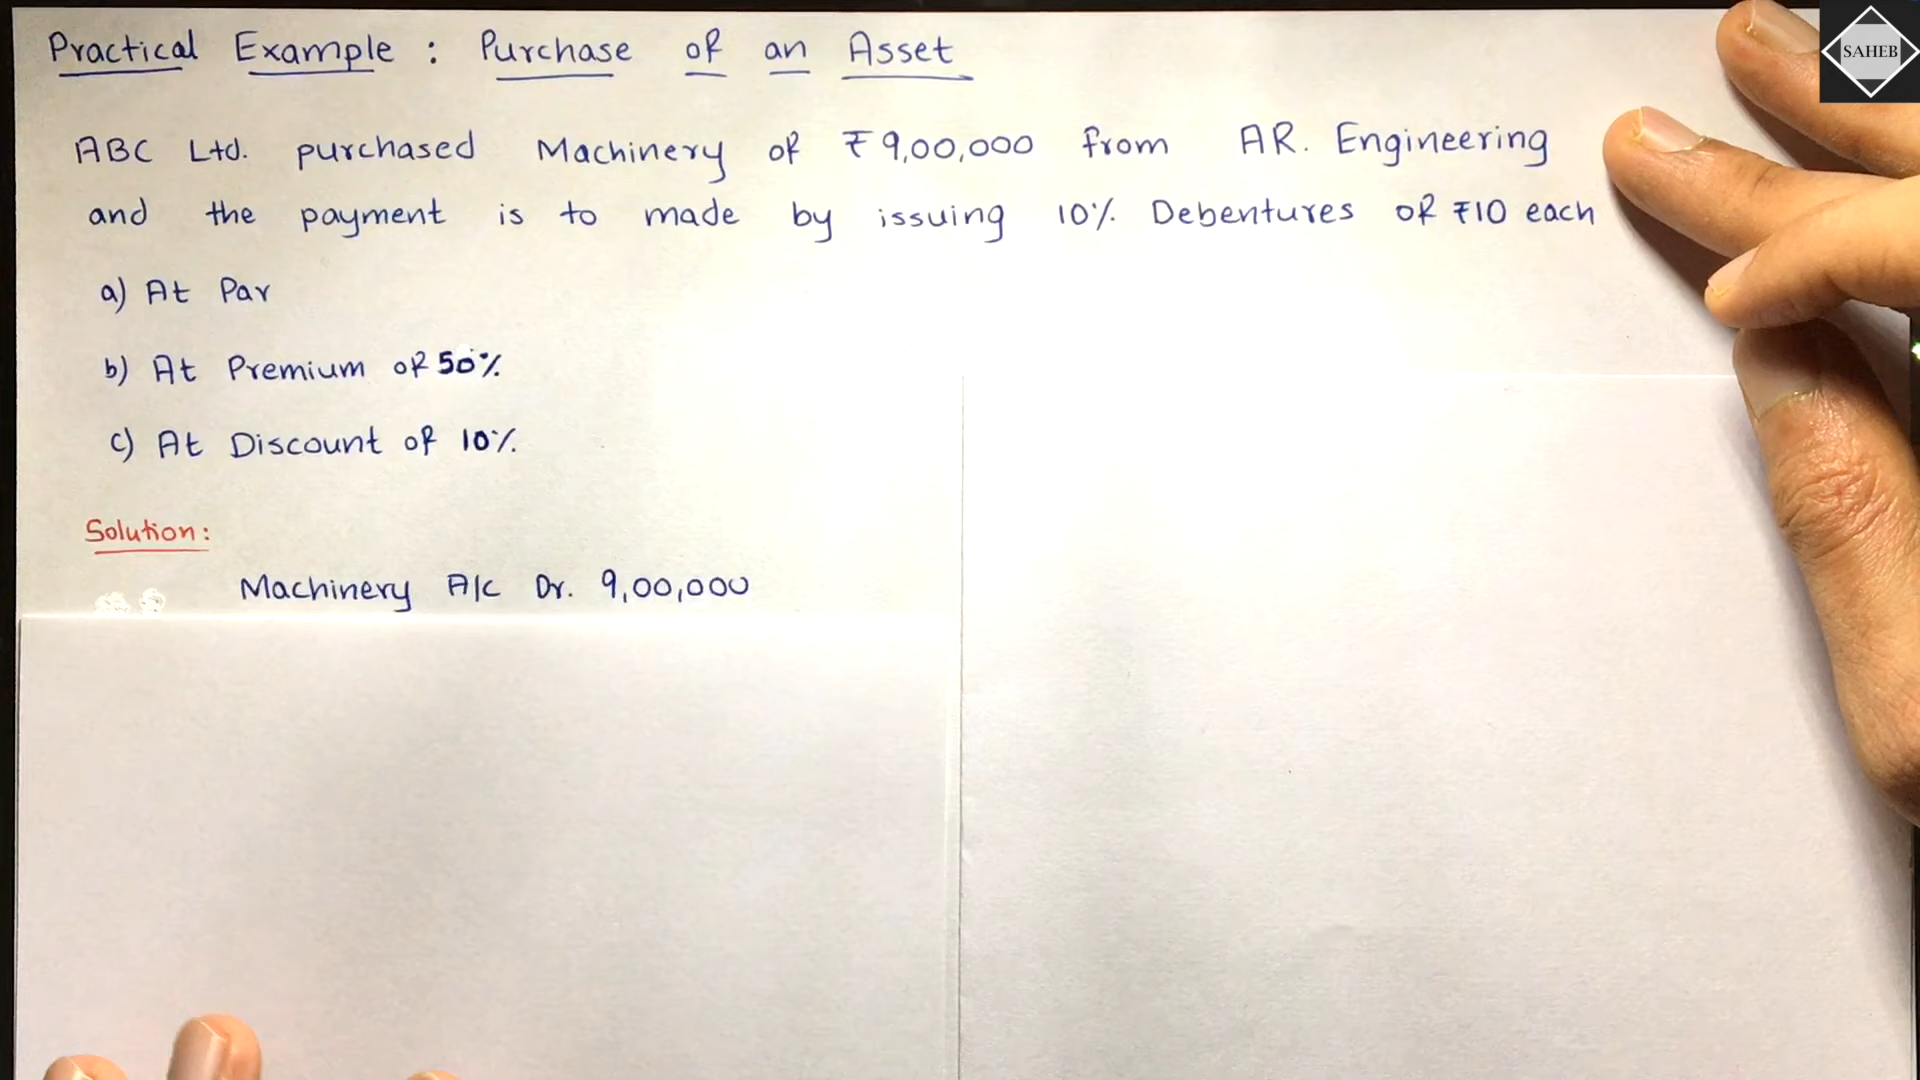 Practical Example : Purchase of an Asset
SAHEB
ABC Ltd. purchased Machinery of ₹9,00,000 from AR. Engineering
and the payment is to made by issuing 10% Debentures of ₹10 each
a) At Par
b) At Premium of 50%
c) At Discount of 10%
Solution:
Machinery A/c Dr. 9,00,000